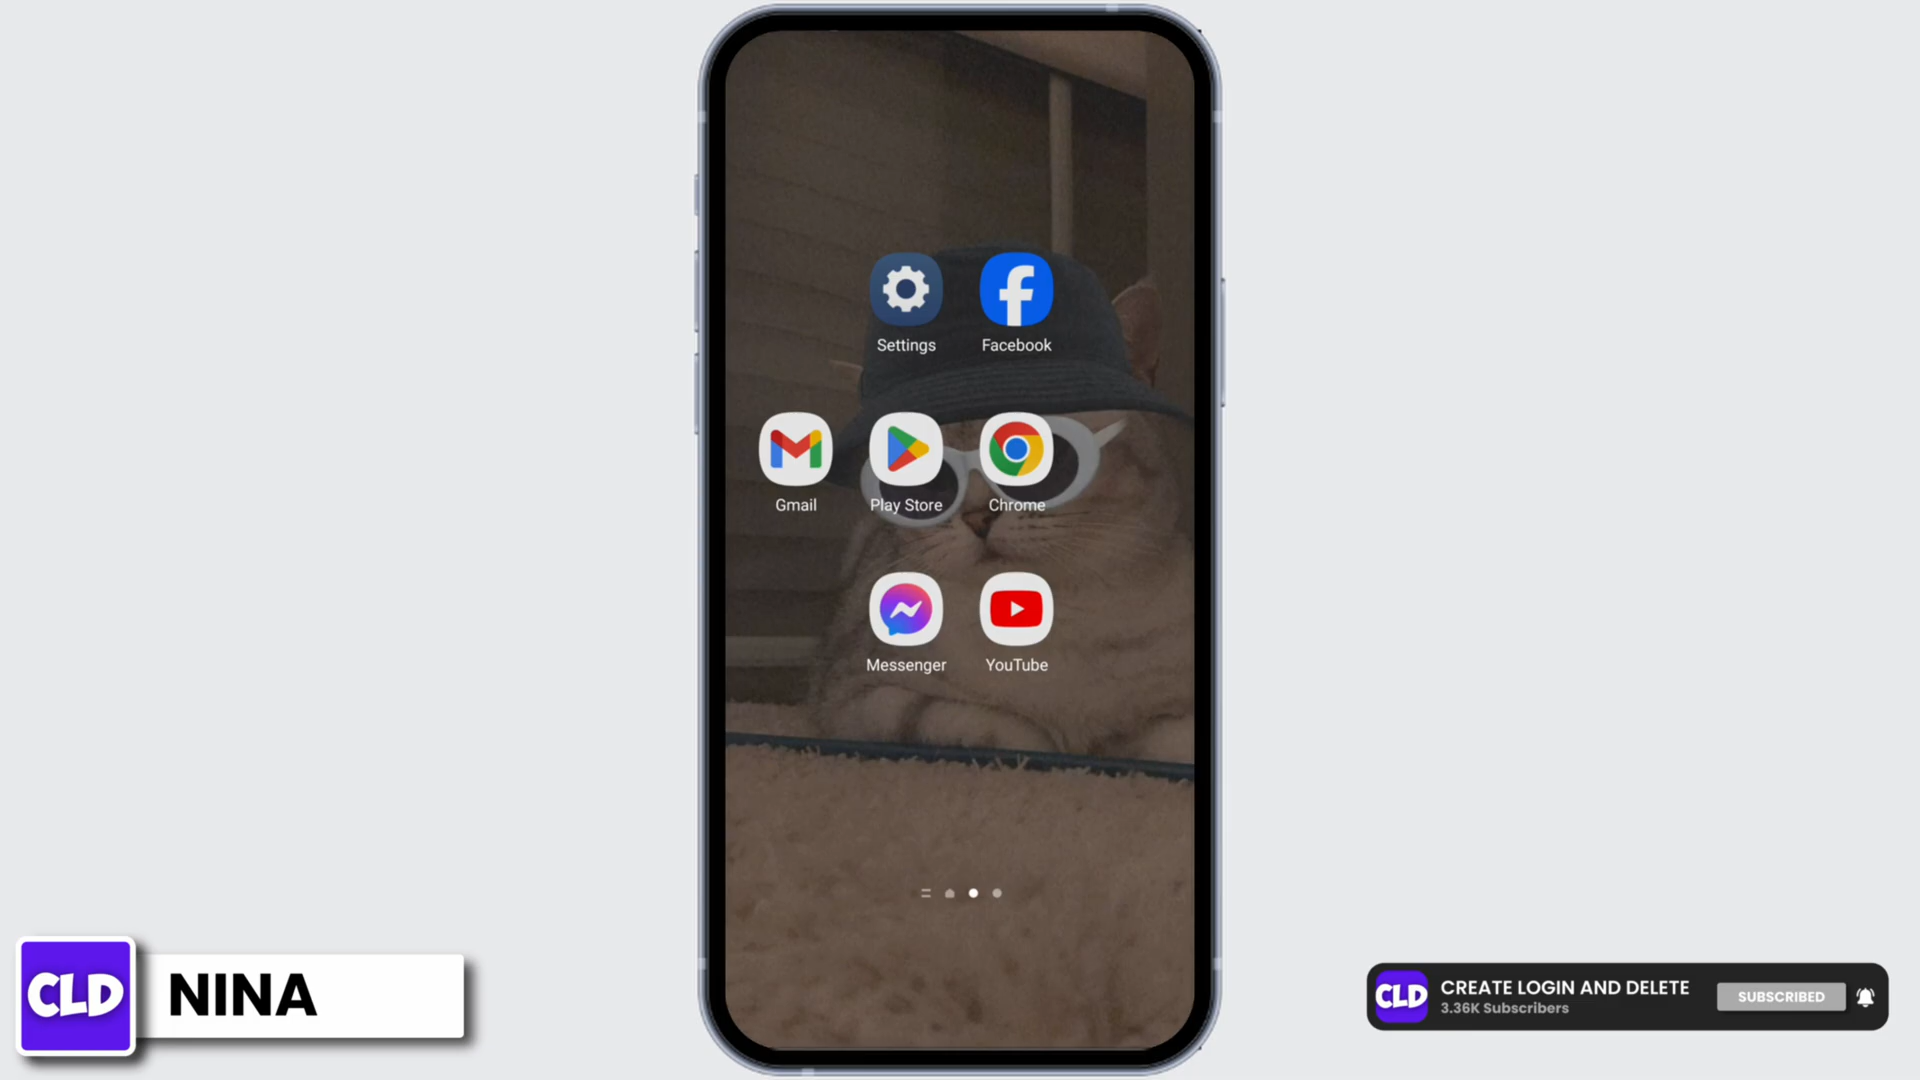 Settings
Facebook
Gmail
Play Store
Chrome
Messenger
YouTube
CLD
NINA
CLD
CREATE LOGIN AND DELETE
3.36K Subscribers
SUBSCRIBED